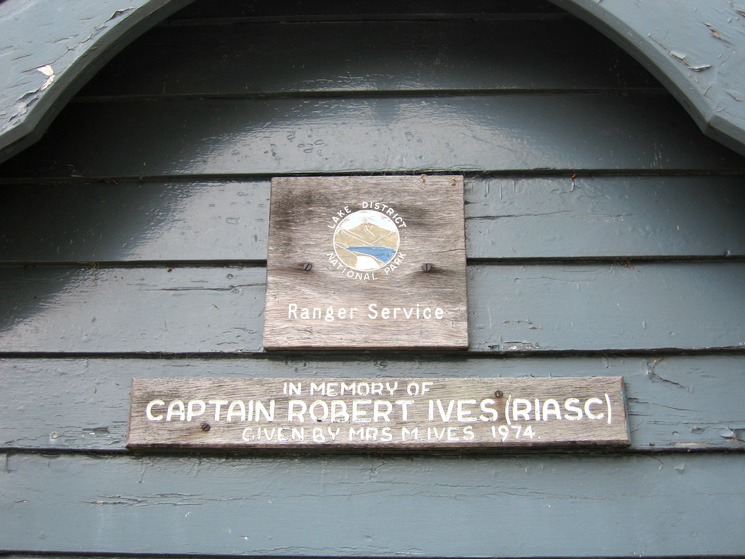 LAKE DISTRICT
NATIONAL PARK
Ranger Service
IN MEMORY OF
CAPTAIN ROBERT IVES (RIASC)
GIVEN BY MRS M. IVES 1974.